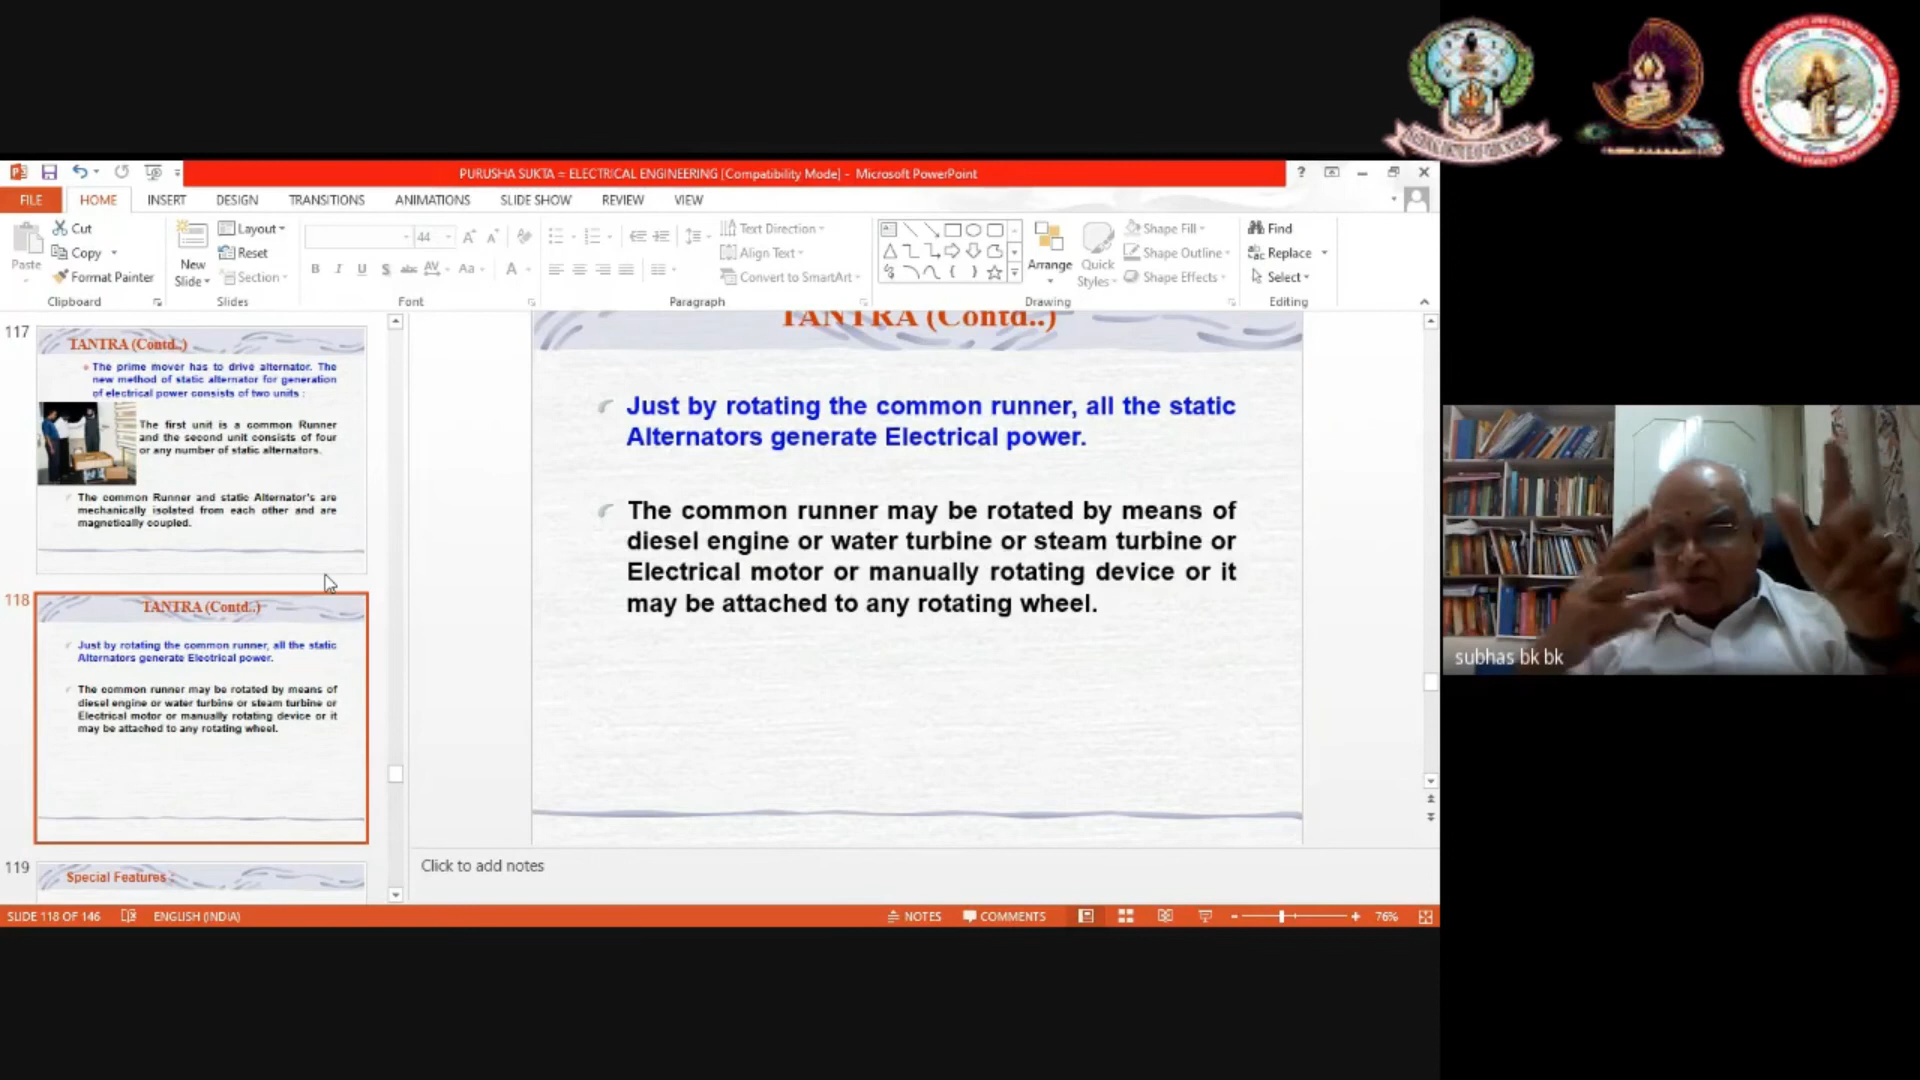 PURUSHA SUKTA = ELECTRICAL ENGINEERING [Compatibility Mode] - Microsoft PowerPoint
FILE HOME INSERT DESIGN TRANSITIONS ANIMATIONS SLIDE SHOW REVIEW VIEW
Paste
Cut
Copy
Format Painter
Clipboard
New
Slide
Layout
Reset
Section
Slides
44
Font
Paragraph
Text Direction
Align Text
Convert to SmartArt
Arrange
Quick
Styles
Shape Fill
Shape Outline
Shape Effects
Drawing
Find
Replace
Select
Editing
117
TANTRA (Contd..)
The prime mover has to drive alternator. The
new method of static alternator for generation
of electrical power consists of two units :
The first unit is a common Runner
and the second unit consists of four
or any number of static alternators.
The common Runner and static Alternator's are
mechanically isolated from each other and are
magnetically coupled.
118
TANTRA (Contd..)
Just by rotating the common runner, all the static
Alternators generate Electrical power.
The common runner may be rotated by means of
diesel engine or water turbine or steam turbine or
Electrical motor or manually rotating device or it
may be attached to any rotating wheel.
119
Special Features :
TANTRA (Contd..)
Just by rotating the common runner, all the static
Alternators generate Electrical power.
The common runner may be rotated by means of
diesel engine or water turbine or steam turbine or
Electrical motor or manually rotating device or it
may be attached to any rotating wheel.
Click to add notes
SLIDE 118 OF 146 ENGLISH (INDIA) NOTES COMMENTS 76%
subhas bk bk